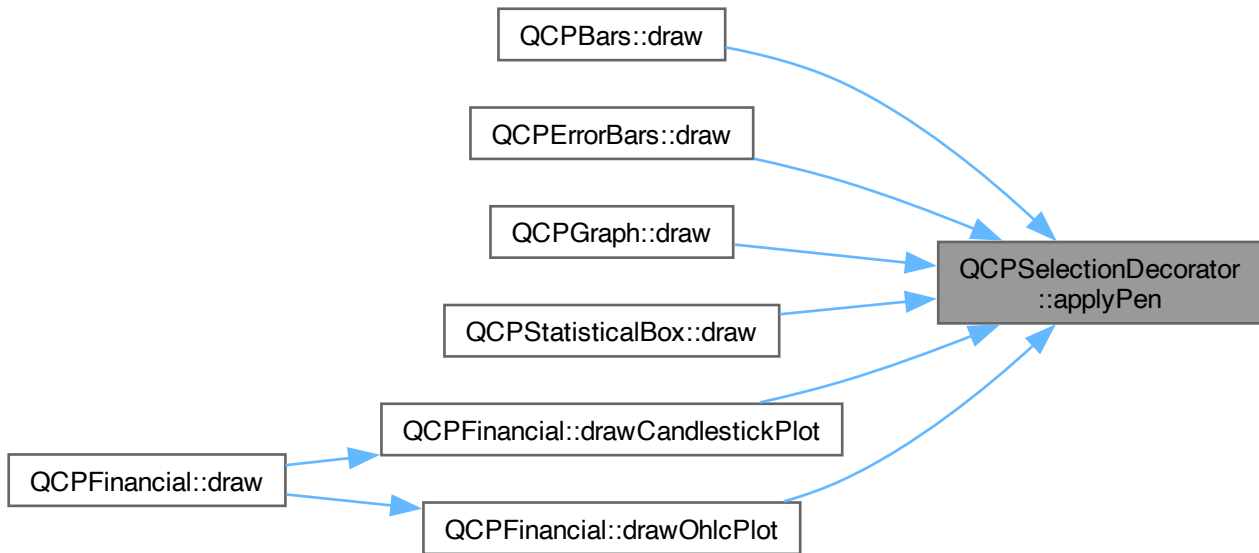 QCPBars::draw
QCPErrorBars::draw
QCPGraph::draw
QCPSelectionDecorator
::applyPen
QCPStatisticalBox::draw
QCPFinancial::drawCandlestickPlot
QCPFinancial::draw
QCPFinancial::drawOhlcPlot